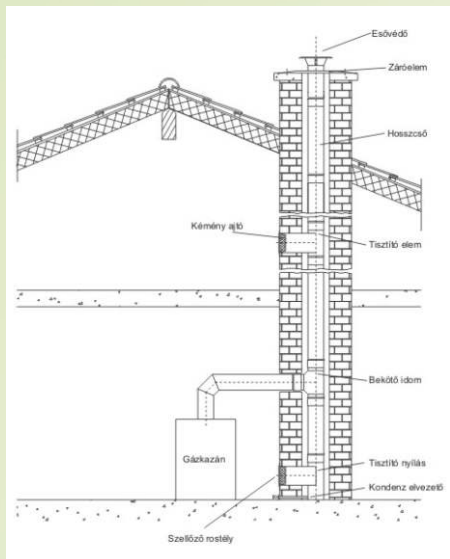 Esővédő
Záróelem
Hosszcső
Kémény ajtó
Tisztító elem
Bekötő idom
Gázkazán
Tisztító nyílás
Kondenz elvezető
Szellőző rostély